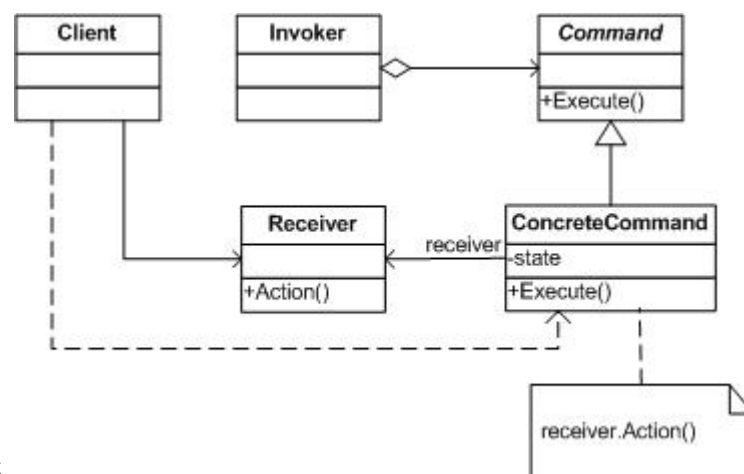 Client
Invoker
Command
+Execute()
Receiver
+Action()
receiver
ConcreteCommand
-state
+Execute()
receiver.Action()